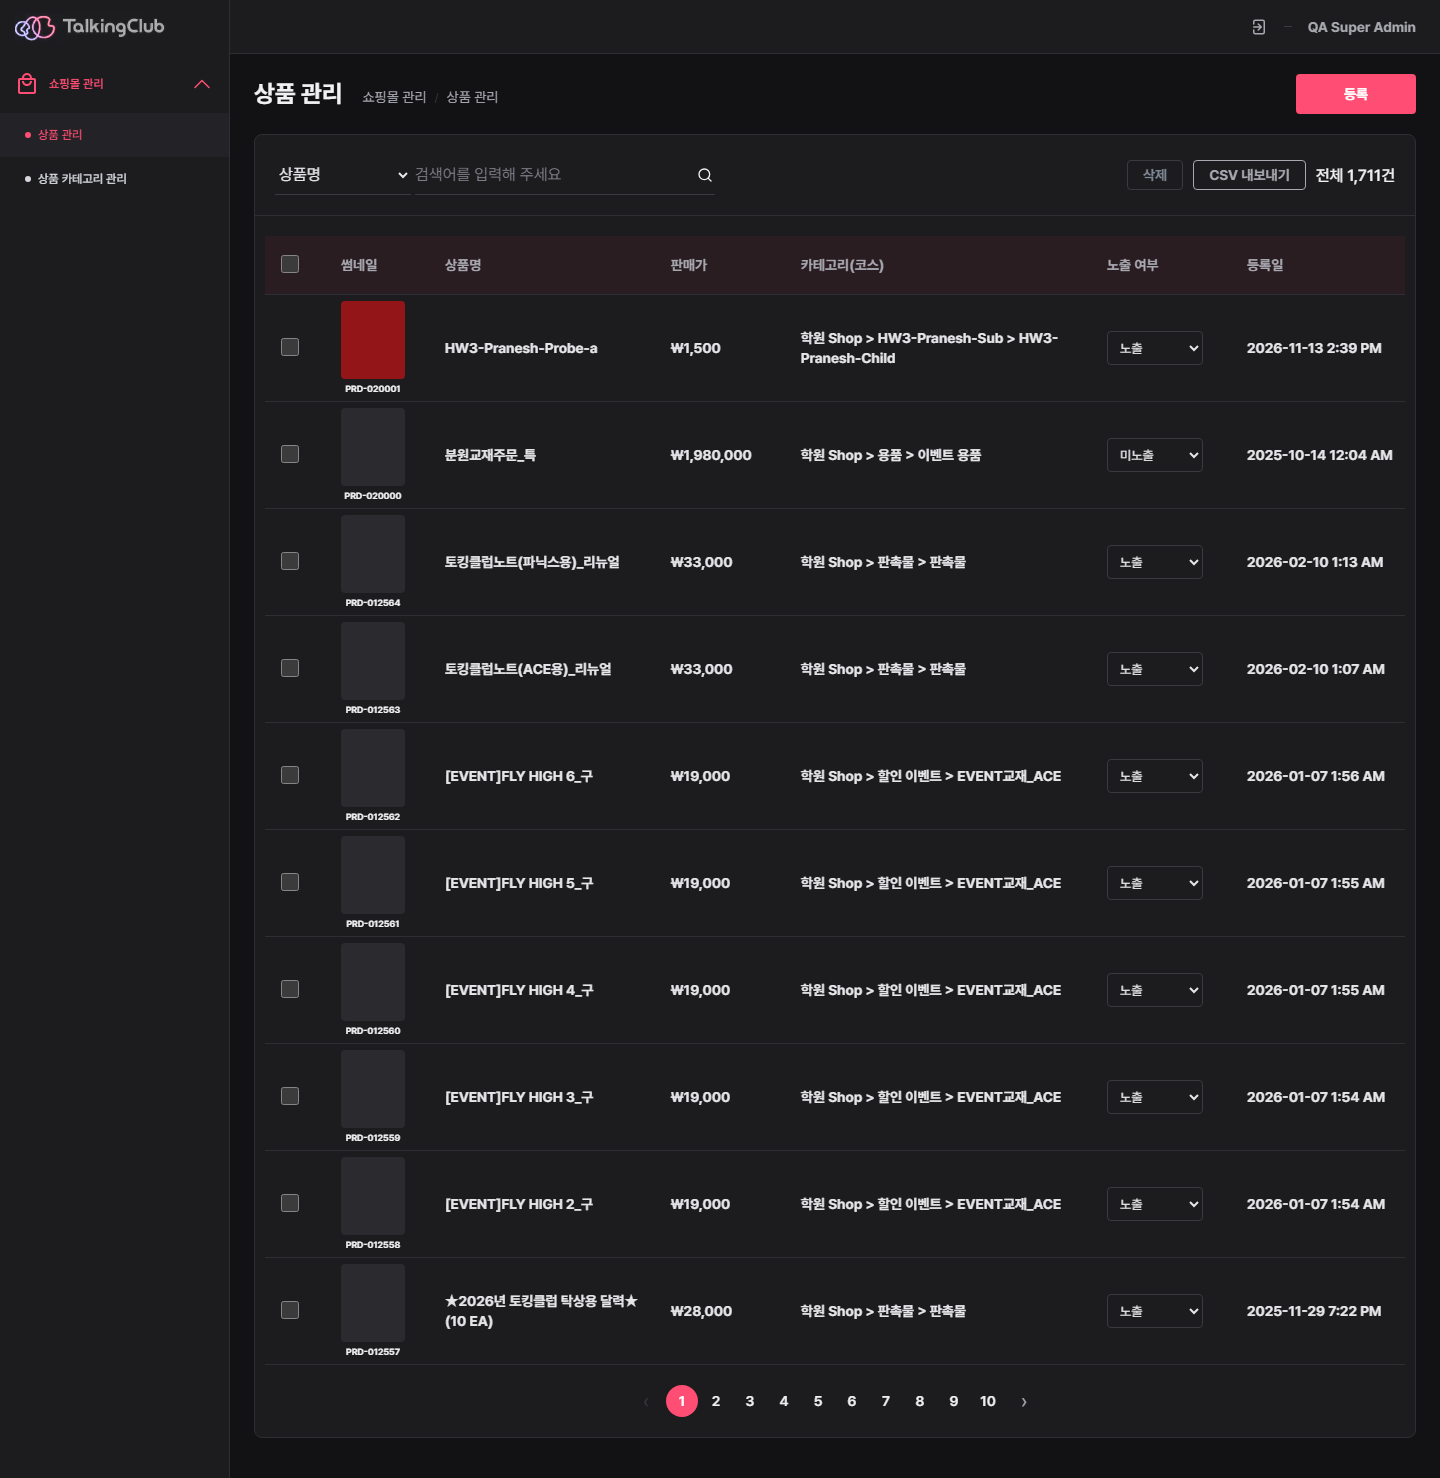 TalkingClub
QA Super Admin
쇼핑몰 관리
상품 관리
상품 카테고리 관리
상품 관리
쇼핑몰 관리 / 상품 관리
등록
상품명
검색어를 입력해 주세요
삭제
CSV 내보내기
전체 1,711건
썸네일 상품명 판매가 카테고리(코스) 노출 여부 등록일
HW3-Pranesh-Probe-a ₩1,500 학원 Shop > HW3-Pranesh-Sub > HW3-
Pranesh-Child 노출 2026-11-13 2:39 PM
PRD-020001
분원교재주문_특 ₩1,980,000 학원 Shop > 용품 > 이벤트 용품 미노출 2025-10-14 12:04 AM
PRD-020000
토킹클럽노트(파닉스용)_리뉴얼 ₩33,000 학원 Shop > 판촉물 > 판촉물 노출 2026-02-10 1:13 AM
PRD-012564
토킹클럽노트(ACE용)_리뉴얼 ₩33,000 학원 Shop > 판촉물 > 판촉물 노출 2026-02-10 1:07 AM
PRD-012563
[EVENT]FLY HIGH 6_구 ₩19,000 학원 Shop > 할인 이벤트 > EVENT교재_ACE 노출 2026-01-07 1:56 AM
PRD-012562
[EVENT]FLY HIGH 5_구 ₩19,000 학원 Shop > 할인 이벤트 > EVENT교재_ACE 노출 2026-01-07 1:55 AM
PRD-012561
[EVENT]FLY HIGH 4_구 ₩19,000 학원 Shop > 할인 이벤트 > EVENT교재_ACE 노출 2026-01-07 1:55 AM
PRD-012560
[EVENT]FLY HIGH 3_구 ₩19,000 학원 Shop > 할인 이벤트 > EVENT교재_ACE 노출 2026-01-07 1:54 AM
PRD-012559
[EVENT]FLY HIGH 2_구 ₩19,000 학원 Shop > 할인 이벤트 > EVENT교재_ACE 노출 2026-01-07 1:54 AM
PRD-012558
★2026년 토킹클럽 탁상용 달력★
(10 EA) ₩28,000 학원 Shop > 판촉물 > 판촉물 노출 2025-11-29 7:22 PM
PRD-012557
‹ 1 2 3 4 5 6 7 8 9 10 ›